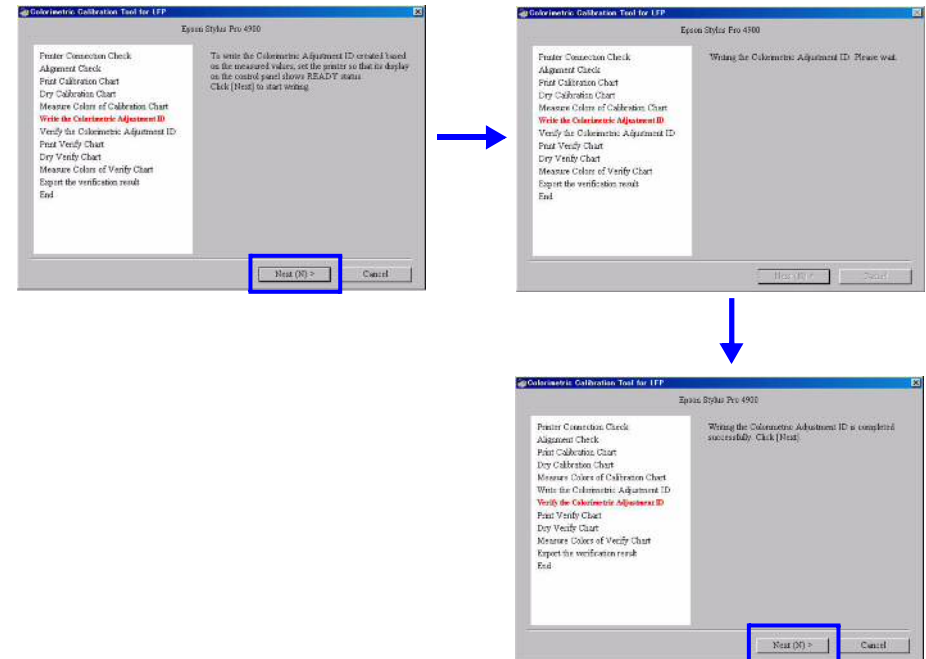 Colorimetric Calibration Tool for LFP
Epson Stylus Pro 4900
Printer Connection Check
Alignment Check
Print Calibration Chart
Dry Calibration Chart
Measure Colors of Calibration Chart
Write the Colorimetric Adjustment ID
Verify the Colorimetric Adjustment ID
Print Verify Chart
Dry Verify Chart
Measure Colors of Verify Chart
Export the verification result
End
To write the Colorimetric Adjustment ID created based
on the measured values, set the printer so that its display
on the control panel shows READY status.
Click [Next] to start writing.
Next (N) >
Cancel
Colorimetric Calibration Tool for LFP
Epson Stylus Pro 4900
Printer Connection Check
Alignment Check
Print Calibration Chart
Dry Calibration Chart
Measure Colors of Calibration Chart
Write the Colorimetric Adjustment ID
Verify the Colorimetric Adjustment ID
Print Verify Chart
Dry Verify Chart
Measure Colors of Verify Chart
Export the verification result
End
Writing the Colorimetric Adjustment ID. Please wait.
Next (N) >
Cancel
Colorimetric Calibration Tool for LFP
Epson Stylus Pro 4900
Printer Connection Check
Alignment Check
Print Calibration Chart
Dry Calibration Chart
Measure Colors of Calibration Chart
Write the Colorimetric Adjustment ID
Verify the Colorimetric Adjustment ID
Print Verify Chart
Dry Verify Chart
Measure Colors of Verify Chart
Export the verification result
End
Writing the Colorimetric Adjustment ID is completed
successfully. Click [Next].
Next (N) >
Cancel